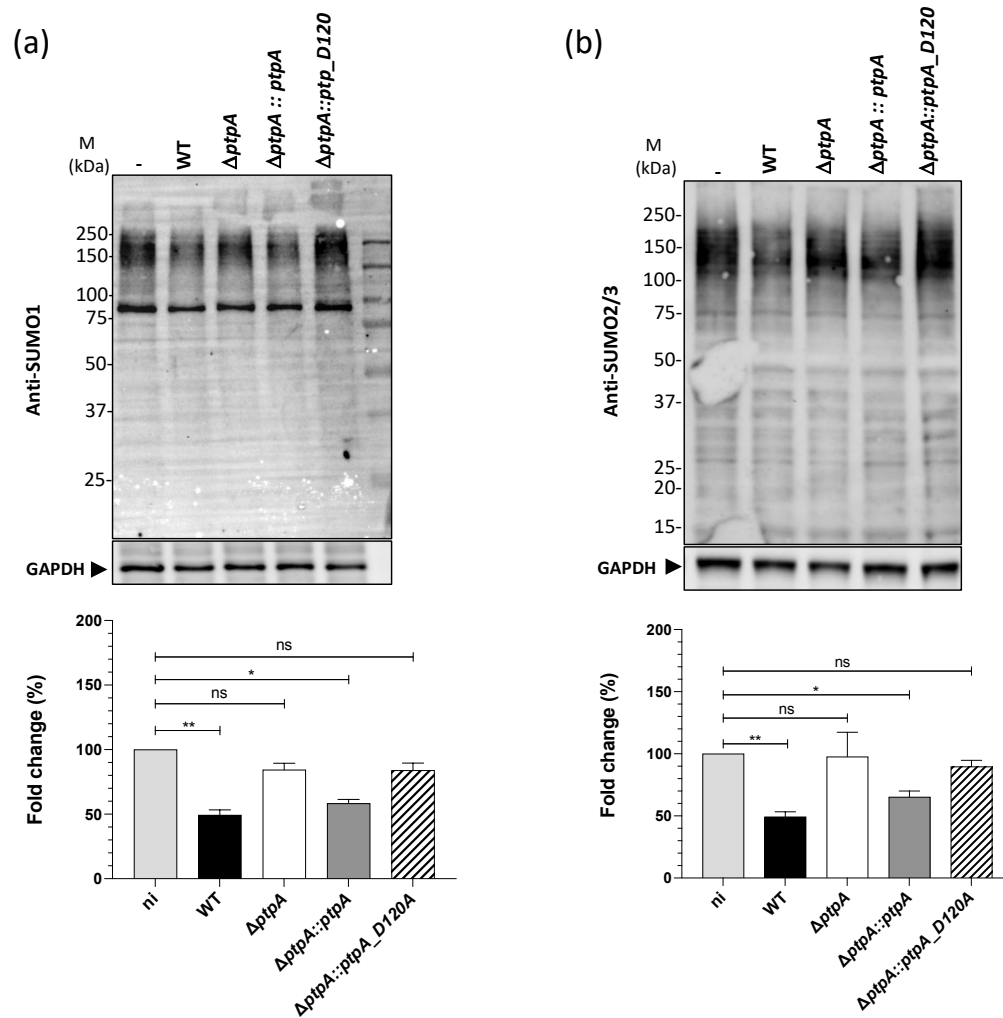 (a)
M
(kDa)
-
WT
ΔptpA
ΔptpA :: ptpA
ΔptpA::ptp_D120
250-
150-
100-
75-
50-
37-
25-
Anti-SUMO1
GAPDH
200
150
100
50
0
Fold change (%)
ns
*
ns
**
ni
WT
ΔptpA
ΔptpA::ptpA
ΔptpA::ptpA_D120A
(b)
M
(kDa)
-
WT
ΔptpA
ΔptpA :: ptpA
ΔptpA::ptpA_D120
250-
150-
100-
75-
50-
37-
25-
20-
15-
Anti-SUMO2/3
GAPDH
200
150
100
50
0
Fold change (%)
ns
*
ns
**
ni
WT
ΔptpA
ΔptpA::ptpA
ΔptpA::ptpA_D120A